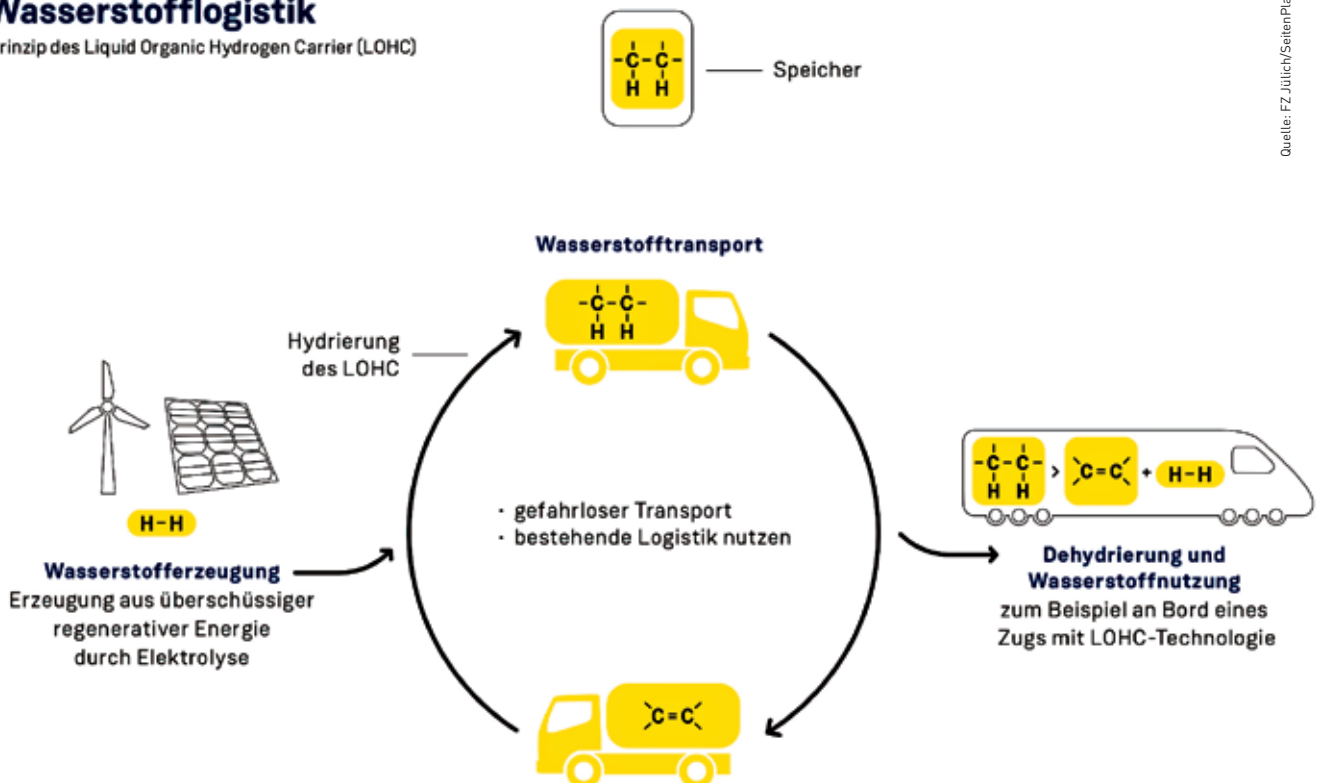 Wasserstofflogistik
rinzip des Liquid Organic Hydrogen Carrier (LOHC)
-C-C-
H H
Speicher
Quelle: FZ Jülich/SeitenPla
Wasserstofftransport
-C-C-
H H
Hydrierung
des LOHC
H-H
Wasserstofferzeugung
Erzeugung aus überschüssiger
regenerativer Energie
durch Elektrolyse
· gefahrloser Transport
· bestehende Logistik nutzen
-C-C- > C=C + H-H
H H
Dehydrierung und
Wasserstoffnutzung
zum Beispiel an Bord eines
Zugs mit LOHC-Technologie
C=C